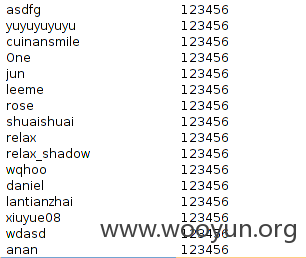 asdfg 123456
yuyuyuyuyu 123456
cuinansmile 123456
0ne 123456
jun 123456
leeme 123456
rose 123456
shuaishuai 123456
relax 123456
relax_shadow 123456
wqhoo 123456
daniel 123456
lantianzhai 123456
xiuyue08 123456
www.wooyun.org
wdasd 123456
anan 123456